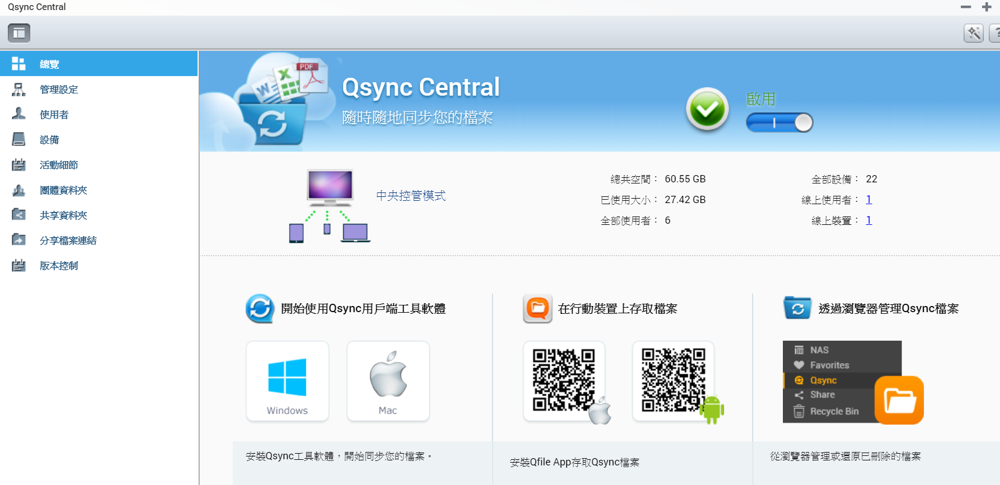 Qsync Central
總覽
管理設定
使用者
設備
活動細節
團體資料夾
共享資料夾
分享檔案連結
版本控制
PDF
W
X
Qsync Central
隨時隨地同步您的檔案
啟用
中央控管模式
總共空間： 60.55 GB
已使用大小： 27.42 GB
全部使用者： 6
全部設備： 22
線上使用者： 1
線上裝置： 1
開始使用Qsync用戶端工具軟體
Windows
Mac
安裝Qsync工具軟體，開始同步您的檔案。
在行動裝置上存取檔案
安裝Qfile App存取Qsync檔案
透過瀏覽器管理Qsync檔案
NAS
Favorites
Qsync
Share
Recycle Bin
從瀏覽器管理或還原已刪除的檔案